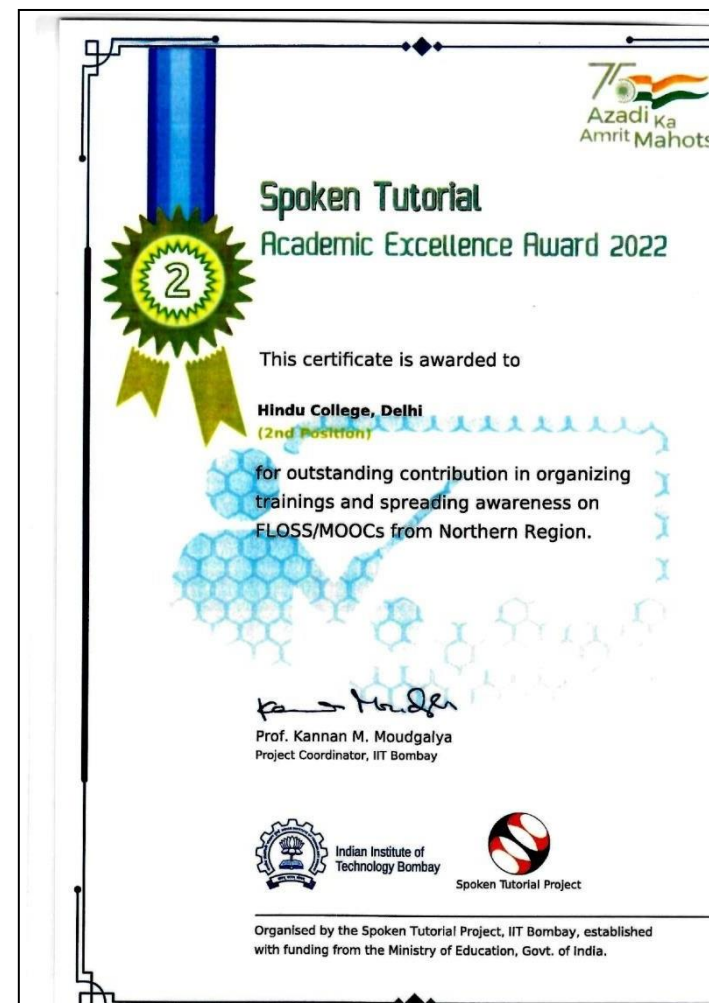 75
Azadi Ka
Amrit Mahots
Spoken Tutorial
Academic Excellence Award 2022
2
This certificate is awarded to
Hindu College, Delhi
(2nd Position)
for outstanding contribution in organizing
trainings and spreading awareness on
FLOSS/MOOCs from Northern Region.
Prof. Kannan M. Moudgalya
Project Coordinator, IIT Bombay
Indian Institute of
Technology Bombay
Spoken Tutorial Project
Organised by the Spoken Tutorial Project, IIT Bombay, established
with funding from the Ministry of Education, Govt. of India.